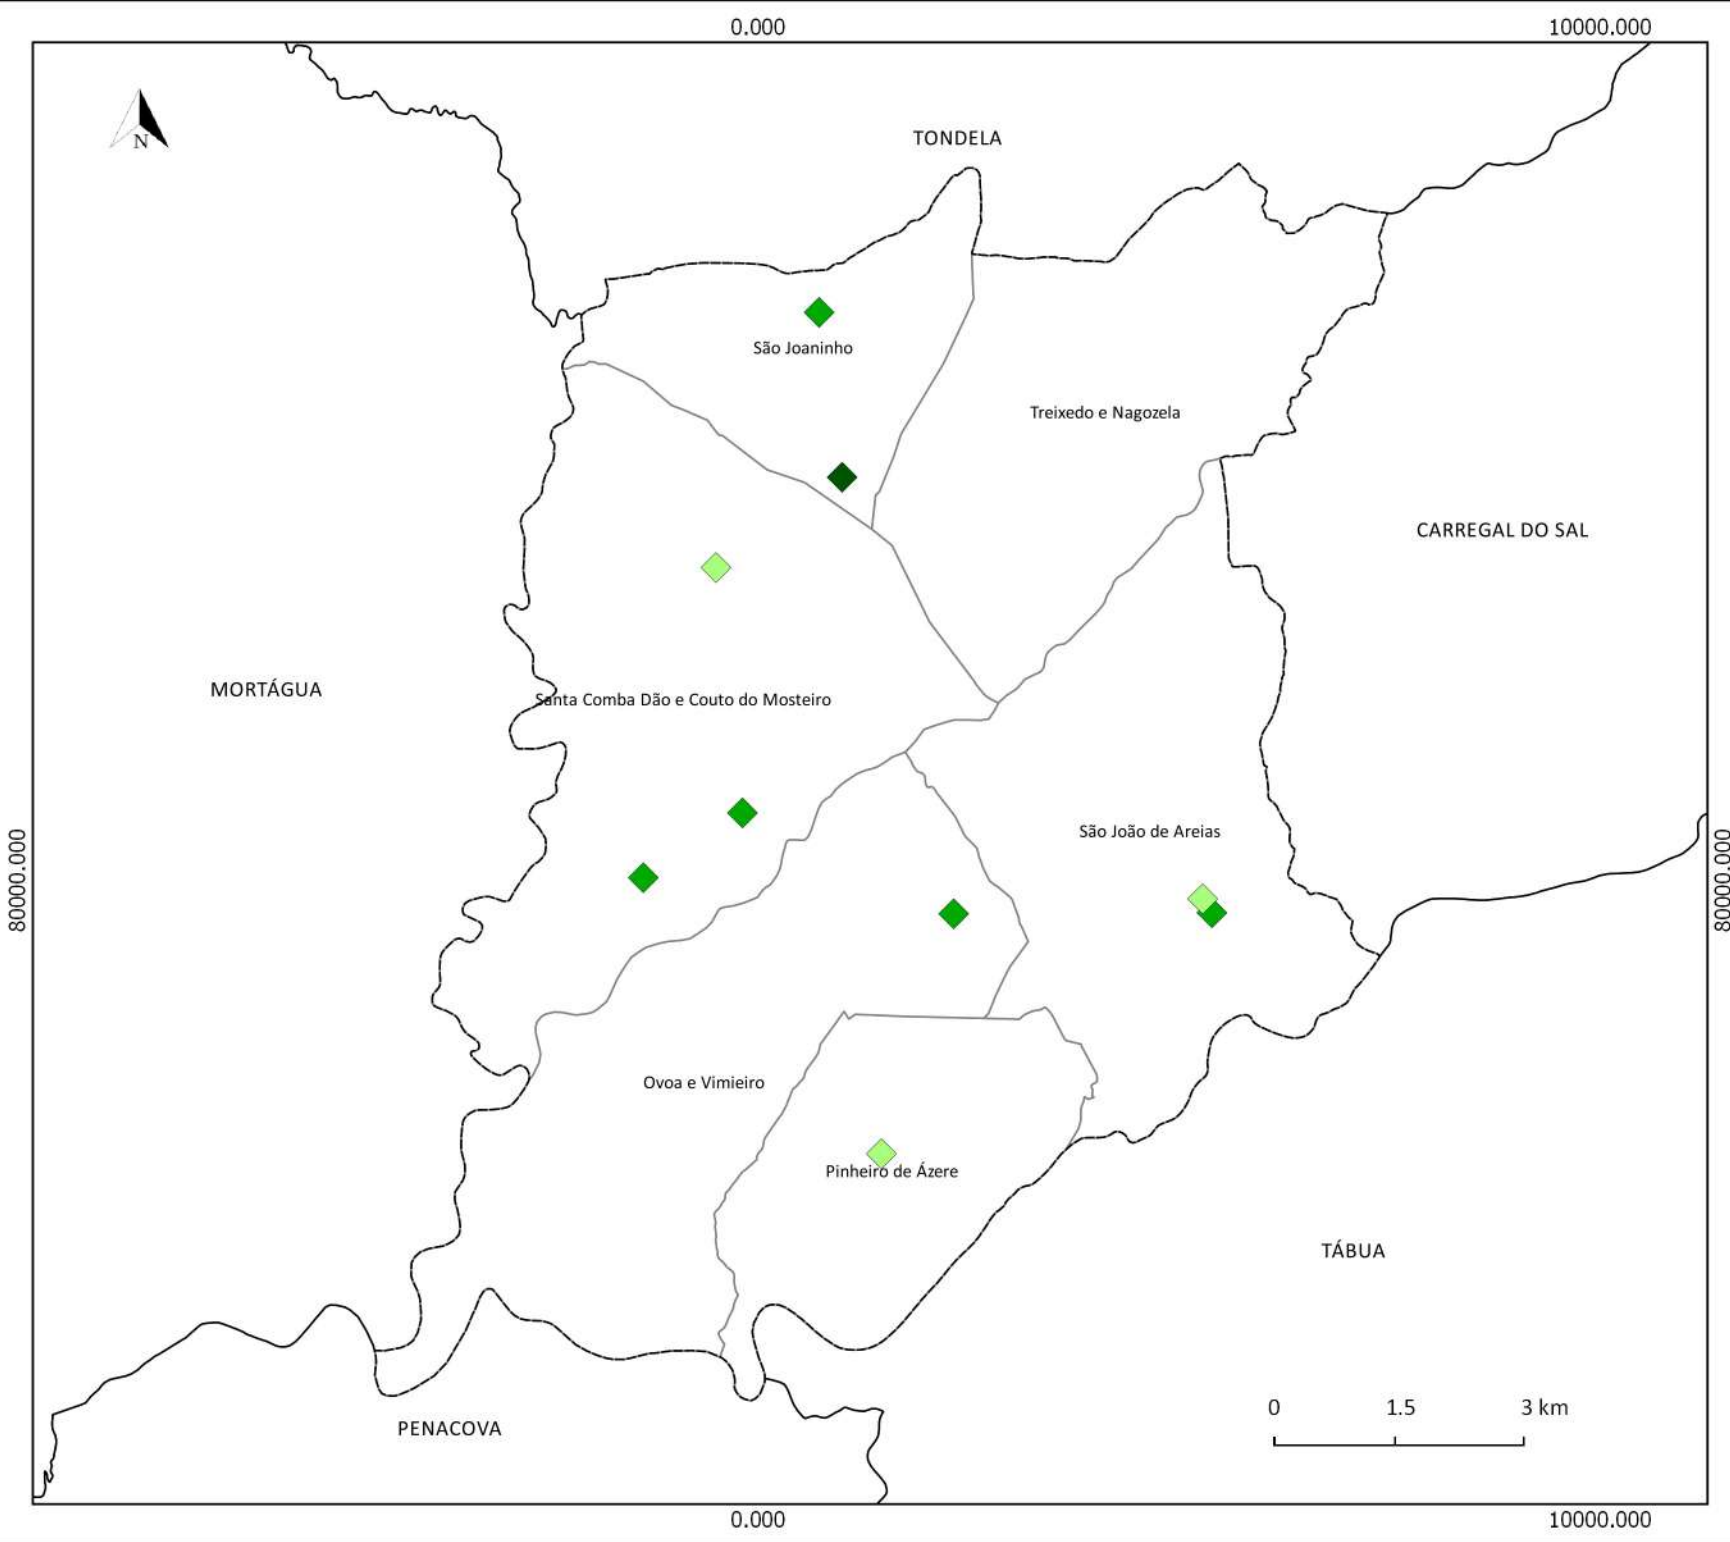 0.000 10000.000
N
TONDELA
São Joaninho
Treixedo e Nagozela
CARREGAL DO SAL
MORTÁGUA
Santa Comba Dão e Couto do Mosteiro
São João de Areias
80000.000 80000.000
Ovoa e Vimieiro
Pinheiro de Ázere
TÁBUA
0 1.5 3 km
PENACOVA
0.000 10000.000